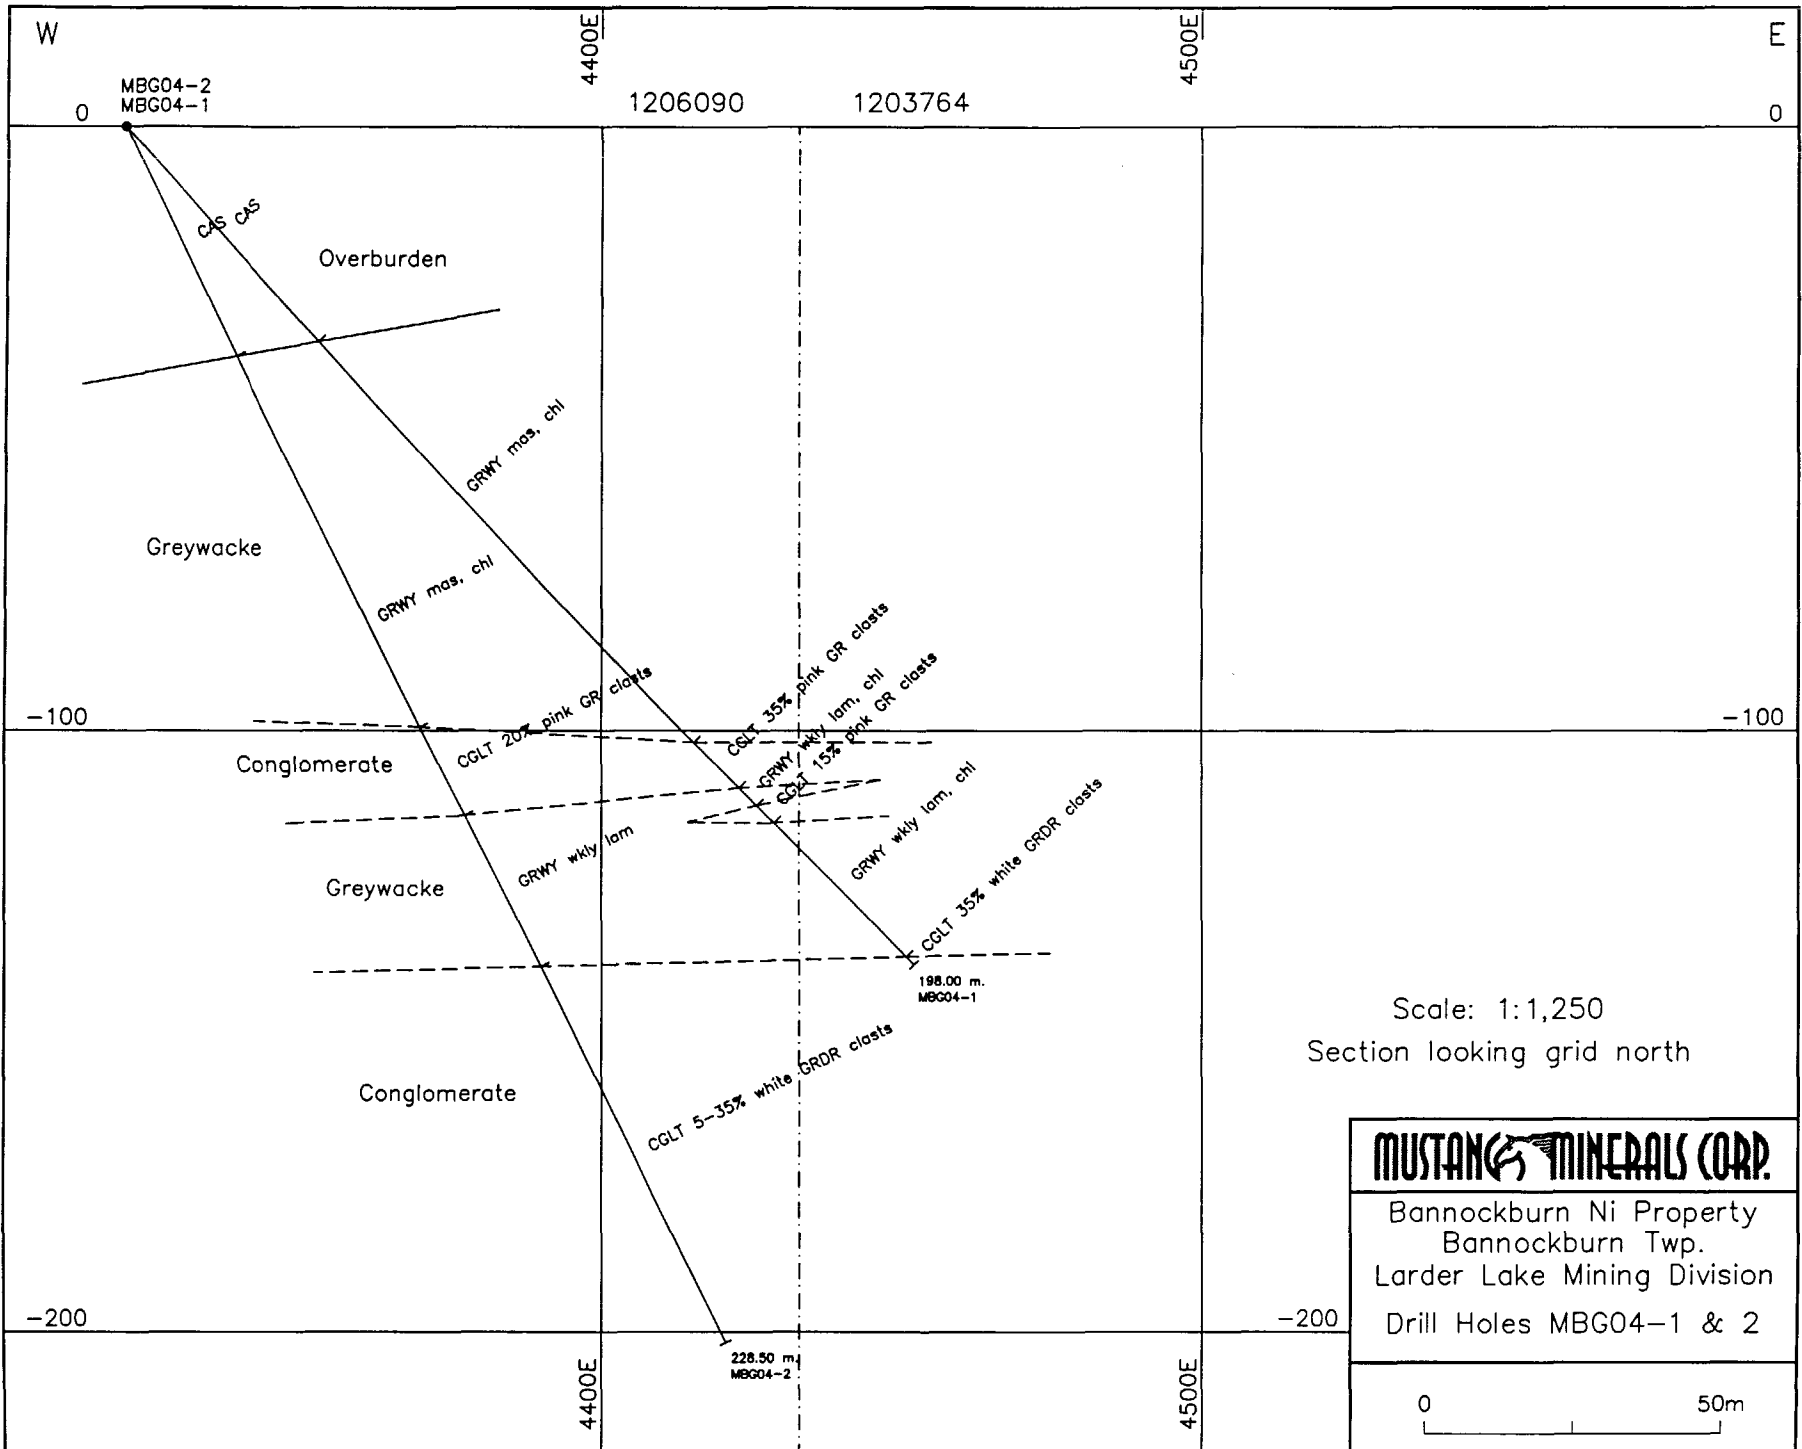 W
4400E
4500E
E
MBG04-2
MBG04-1
0
1206090
1203764
0
CAS CAS
Overburden
GRWY mas, chl
Greywacke
GRWY mas, chl
CGLT 35% pink GR clasts
GRWY wkly lam, chl
CGLT 15% pink GR clasts
CGLT 20% pink GR clasts
-100
-100
Conglomerate
GRWY wkly lam, chl
GRWY wkly lam
Greywacke
CGLT 35% white GRDR clasts
198.00 m.
MBG04-1
Scale: 1:1,250
Section looking grid north
CGLT 5-35% white GRDR clasts
Conglomerate
MUSTANG MINERALS CORP.
Bannockburn Ni Property
Bannockburn Twp.
Larder Lake Mining Division
Drill Holes MBG04-1 & 2
-200
-200
228.50 m.
MBG04-2
4400E
4500E
0 50m